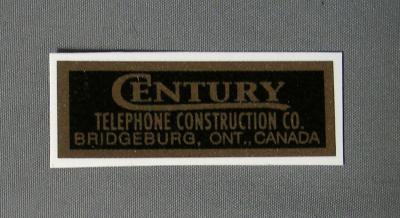 CENTURY
TELEPHONE CONSTRUCTION CO.
BRIDGEBURG, ONT., CANADA